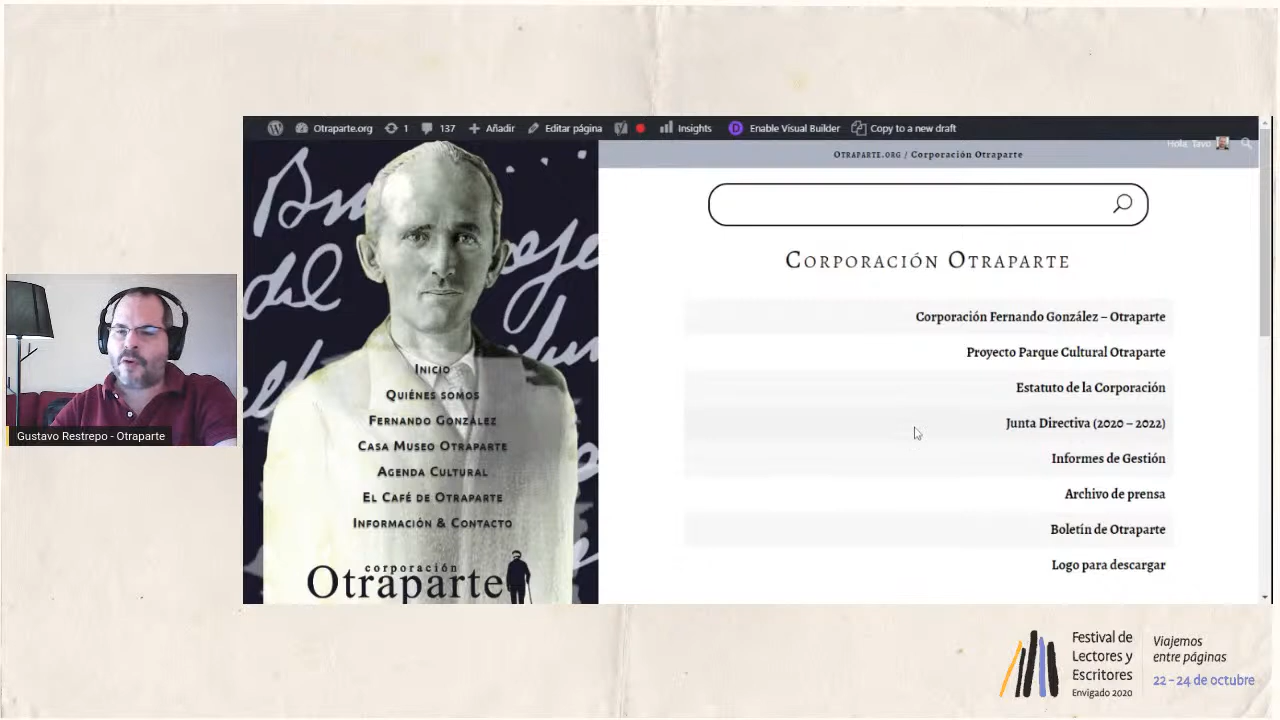 Otraparte.org
1
137
Añadir
Editar página
Insights
Enable Visual Builder
Copy to a new draft
Hola, Tavo
Otraparte.org / Corporación Otraparte
Corporación Otraparte
Corporación Fernando González – Otraparte
Proyecto Parque Cultural Otraparte
Estatuto de la Corporación
Junta Directiva (2020 – 2022)
Informes de Gestión
Archivo de prensa
Boletín de Otraparte
Logo para descargar
del
Inicio
Quiénes somos
Fernando González
Casa Museo Otraparte
Agenda Cultural
El Café de Otraparte
Información & Contacto
corporación
Otraparte
Gustavo Restrepo - Otraparte
Festival de
Lectores y
Escritores
Envigado 2020
Viajemos
entre páginas
22 – 24 de octubre